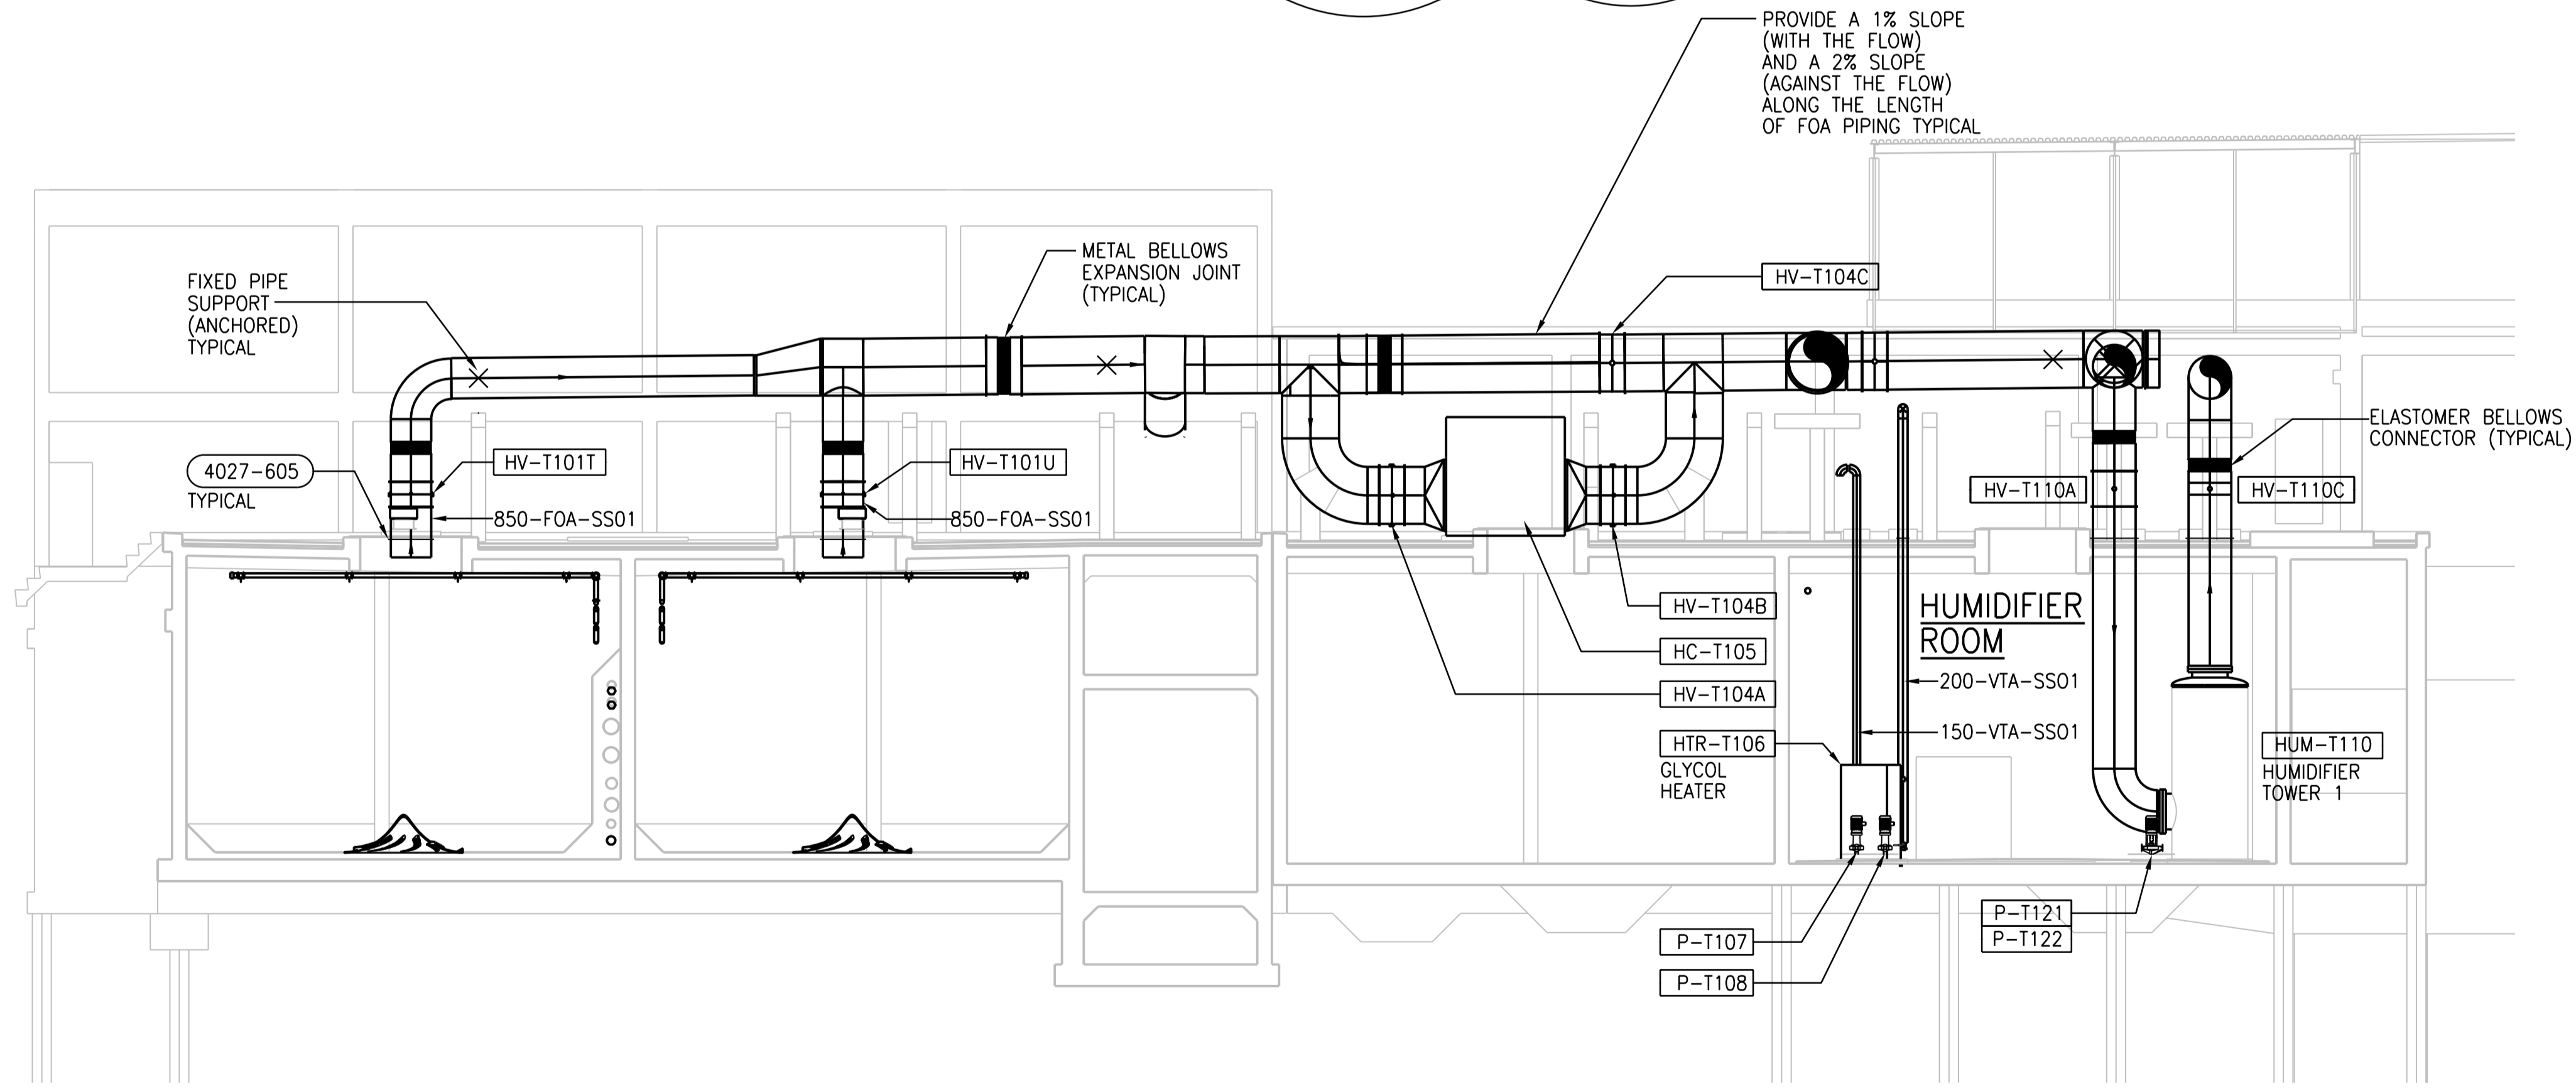 PROVIDE A 1% SLOPE
(WITH THE FLOW)
AND A 2% SLOPE
(AGAINST THE FLOW)
ALONG THE LENGTH
OF FOA PIPING TYPICAL
METAL BELLOWS
EXPANSION JOINT
(TYPICAL)
HV-T104C
FIXED PIPE
SUPPORT
(ANCHORED)
TYPICAL
ELASTOMER BELLOWS
CONNECTOR (TYPICAL)
4027-605
TYPICAL
HV-T101T
HV-T101U
HV-T110A
HV-T110C
850-FOA-SS01
850-FOA-SS01
HV-T104B
HC-T105
HV-T104A
HUMIDIFIER
ROOM
200-VTA-SS01
150-VTA-SS01
HTR-T106
GLYCOL
HEATER
HUM-T110
HUMIDIFIER
TOWER 1
P-T121
P-T122
P-T107
P-T108